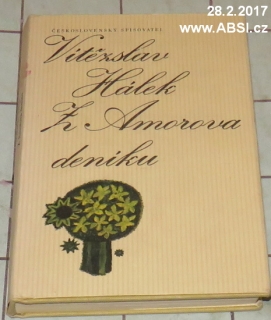 28.2.2017
www.ABSI.cz
ČESKOSLOVENSKÝ SPISOVATEL
Vítězslav
Hálek
Z Amorova
deníku